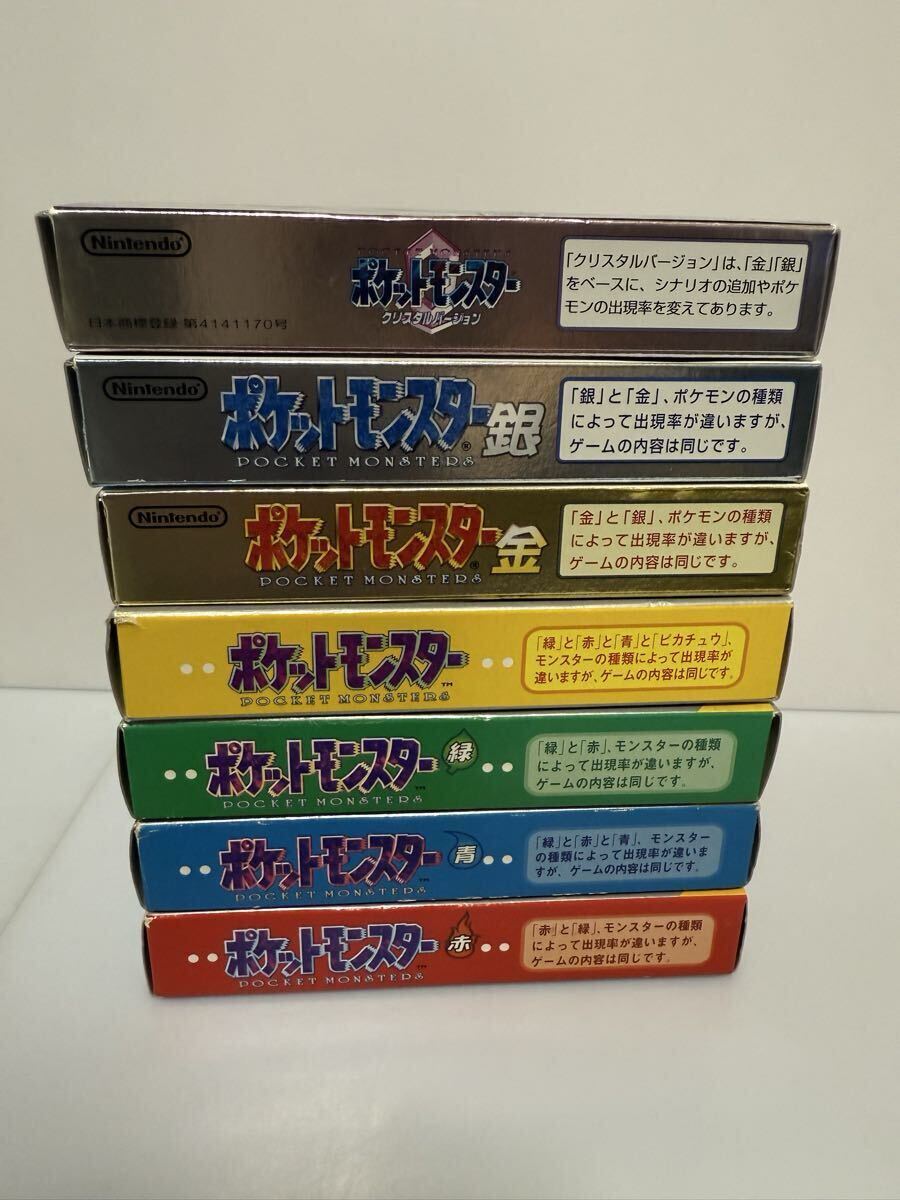 Nintendo
日本商標登録 第4141170号
POCKET MONSTERS
ポケットモンスター
クリスタルバージョン
「クリスタルバージョン」は、「金」「銀」
をベースに、シナリオの追加やポケ
モンの出現率を変えてあります。
Nintendo
ポケットモンスター 銀
POCKET MONSTERS ®
「銀」と「金」、ポケモンの種類
によって出現率が違いますが、
ゲームの内容は同じです。
Nintendo
ポケットモンスター 金
POCKET MONSTERS ®
「金」と「銀」、ポケモンの種類
によって出現率が違いますが、
ゲームの内容は同じです。
ポケットモンスター
POCKET MONSTERS ™
「緑」と「赤」と「青」と「ピカチュウ」、
モンスターの種類によって出現率が
違いますが、ゲームの内容は同じです。
ポケットモンスター 緑
POCKET MONSTERS ™
「緑」と「赤」、モンスターの種類
によって出現率が違いますが、
ゲームの内容は同じです。
ポケットモンスター 青
POCKET MONSTERS
「緑」と「赤」と「青」、モンスター
の種類によって出現率が違いま
すが、ゲームの内容は同じです。
ポケットモンスター 赤
POCKET MONSTERS ™
「赤」と「緑」、モンスターの種類
によって出現率が違いますが、
ゲームの内容は同じです。